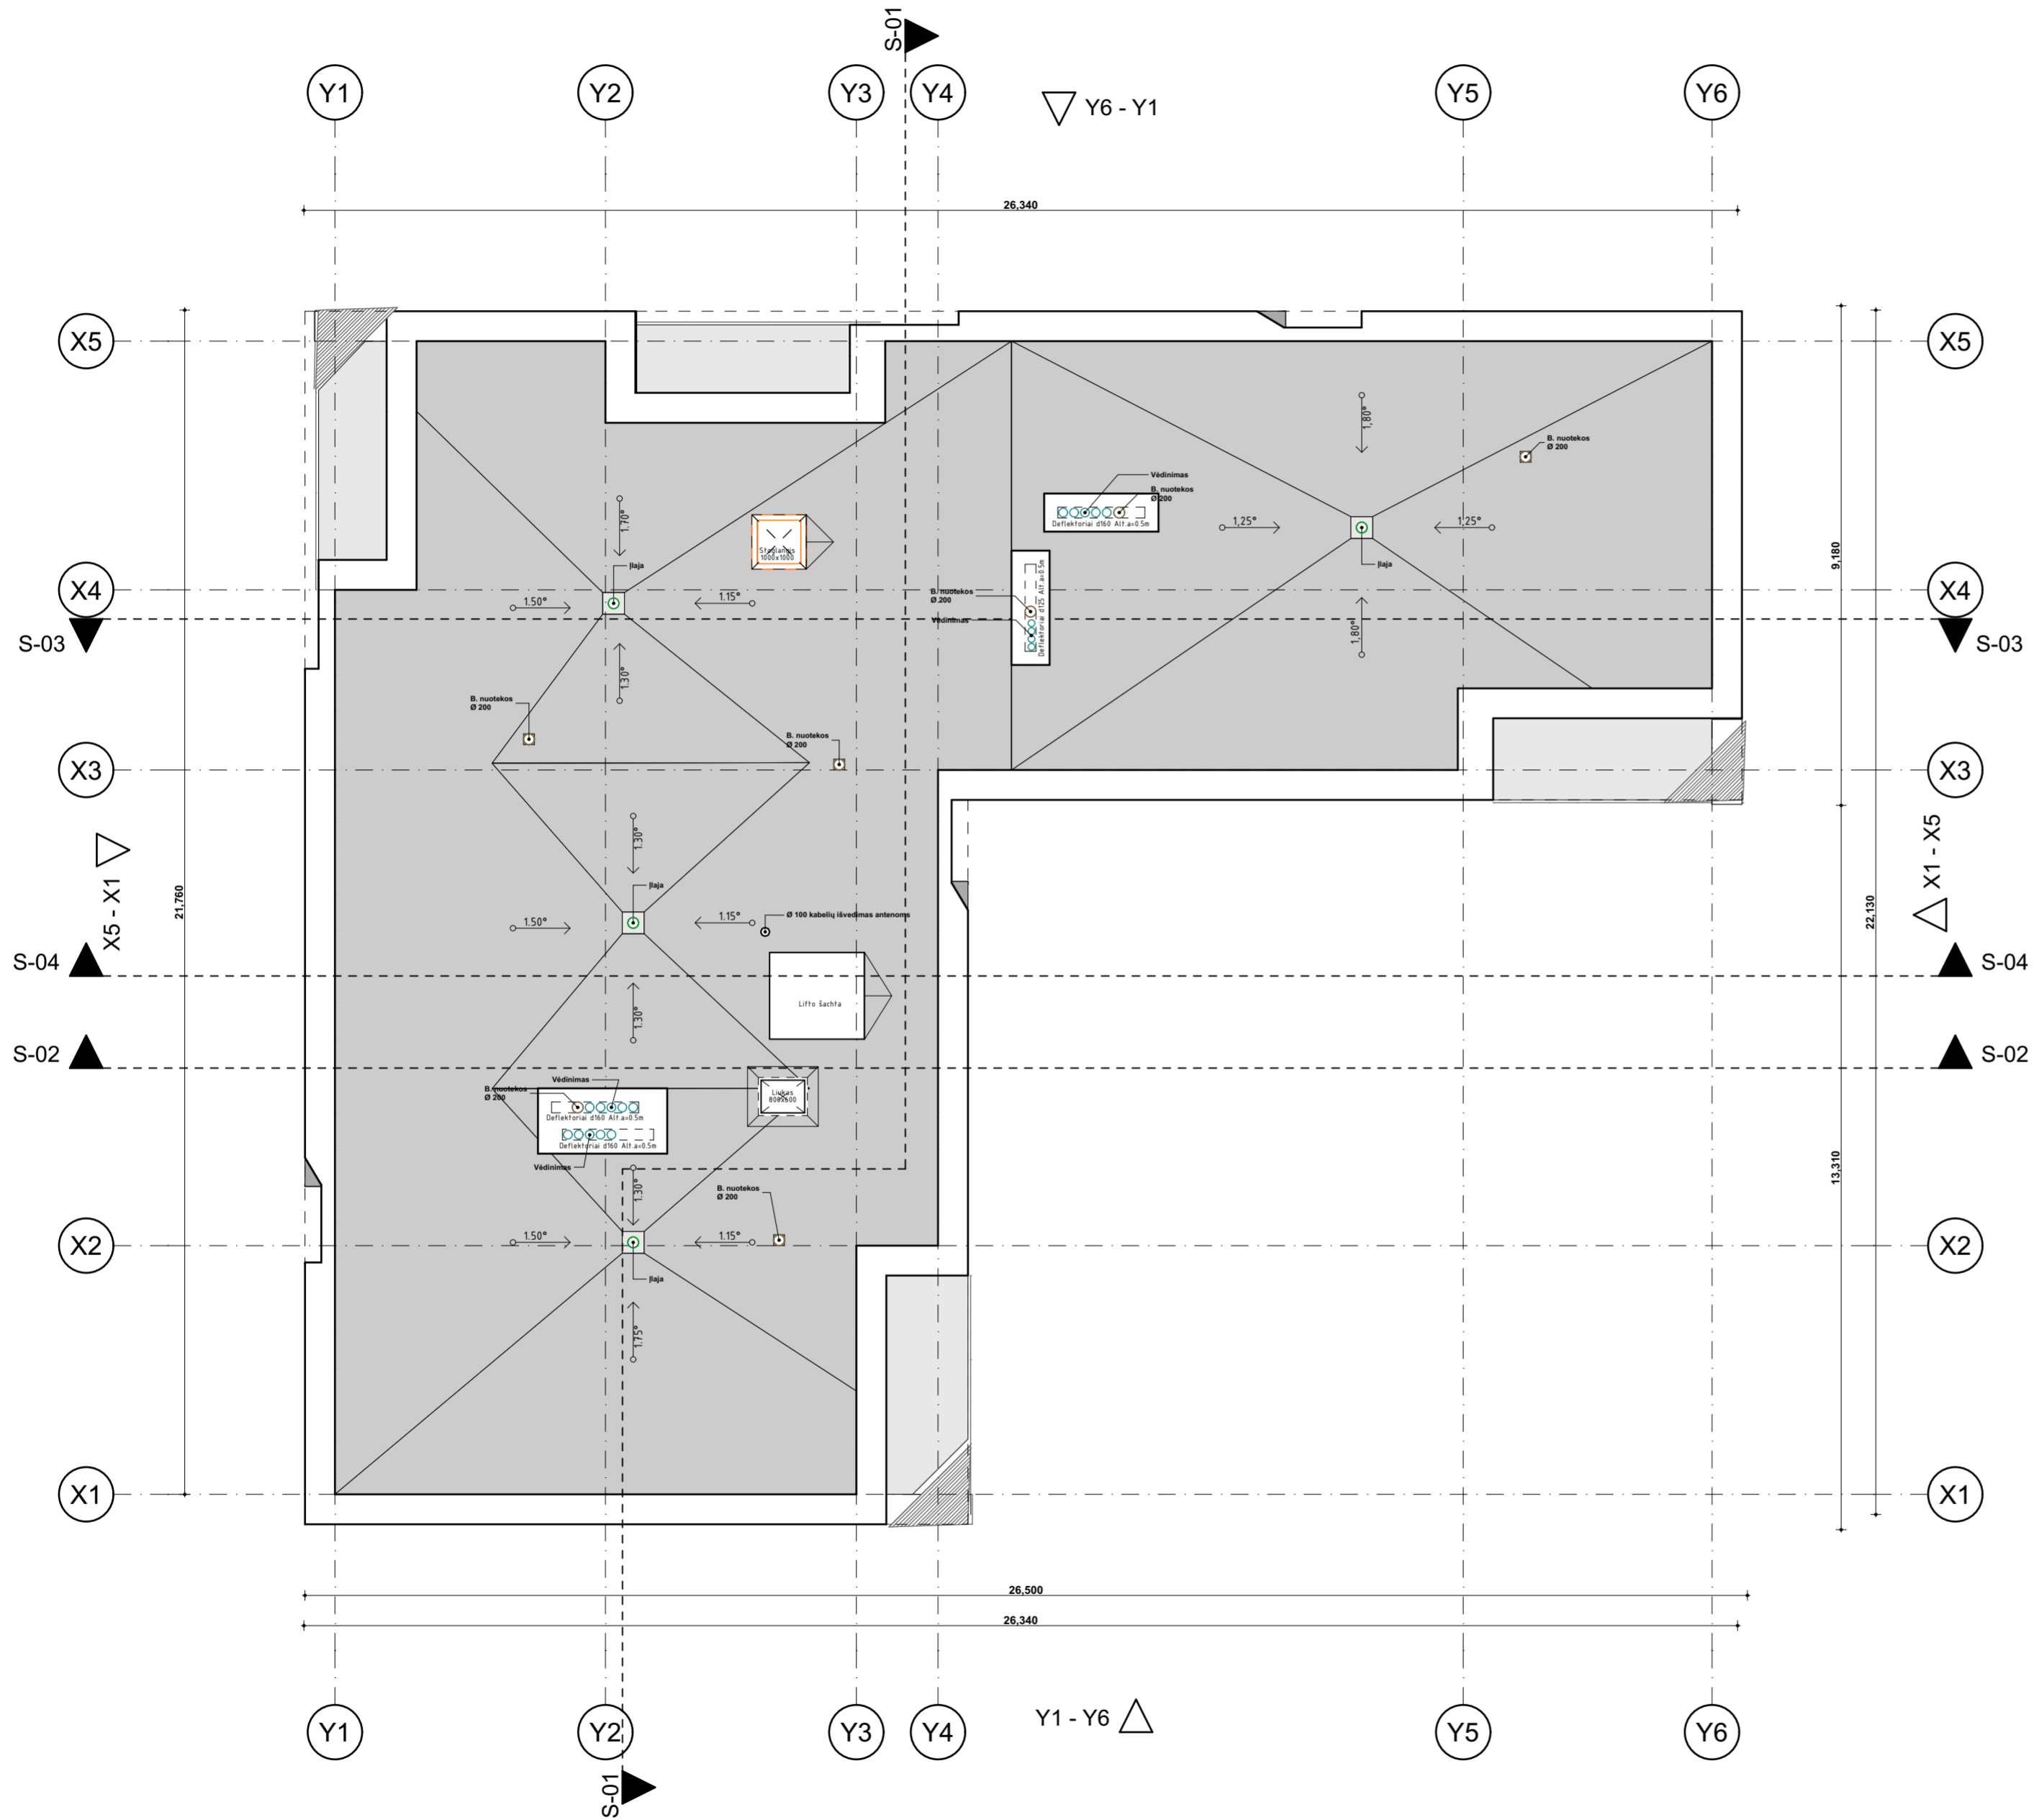 S-01
Y1
Y2
Y3
Y4
Y5
Y6
Y6 - Y1
26,340
X5
X5
B. nuotekos
Ø 200
1,80°
Vėdinimas
B. nuotekos
Ø 200
Deflektoriai d160 Alt.a=0.5m
1,25°
1,25°
1.70°
Stoglangis
1000x1000
Įlaja
Įlaja
9,180
X4
X4
1.50°
1.15°
B. nuotekos
Ø 200
Vėdinimas
Deflektoriai d125 Alt.a=0.5m
1,80°
S-03
S-03
1.30°
B. nuotekos
Ø 200
B. nuotekos
Ø 200
X3
X3
1.30°
X5 - X1
X1 - X5
21,760
22,130
Įlaja
1.50°
1.15°
Ø 100 kabelių išvedimas antenoms
S-04
S-04
Lifto šachta
1.30°
S-02
S-02
Vėdinimas
B. nuotekos
Ø 200
Liukas
800x600
Deflektoriai d160 Alt.a=0.5m
Deflektoriai d160 Alt.a=0.5m
Vėdinimas
13,310
1.30°
B. nuotekos
Ø 200
X2
X2
1.50°
1.15°
Įlaja
1.75°
X1
X1
26,500
26,340
Y1
Y2
Y3
Y4
Y1 - Y6
Y5
Y6
S-01